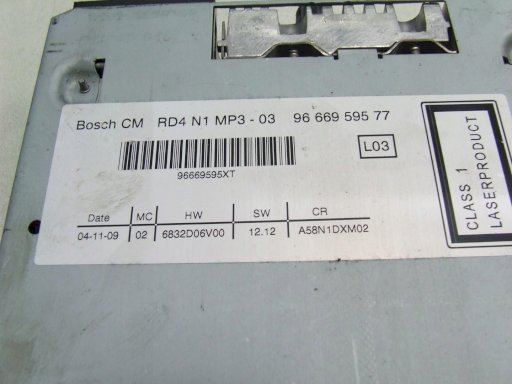 Bosch CM RD4 N1 MP3 - 03 96 669 595 77
L03
96669595XT
Date MC HW SW CR
04-11-09 02 6832D06V00 12.12 A58N1DXM02
CLASS 1
LASERPRODUCT